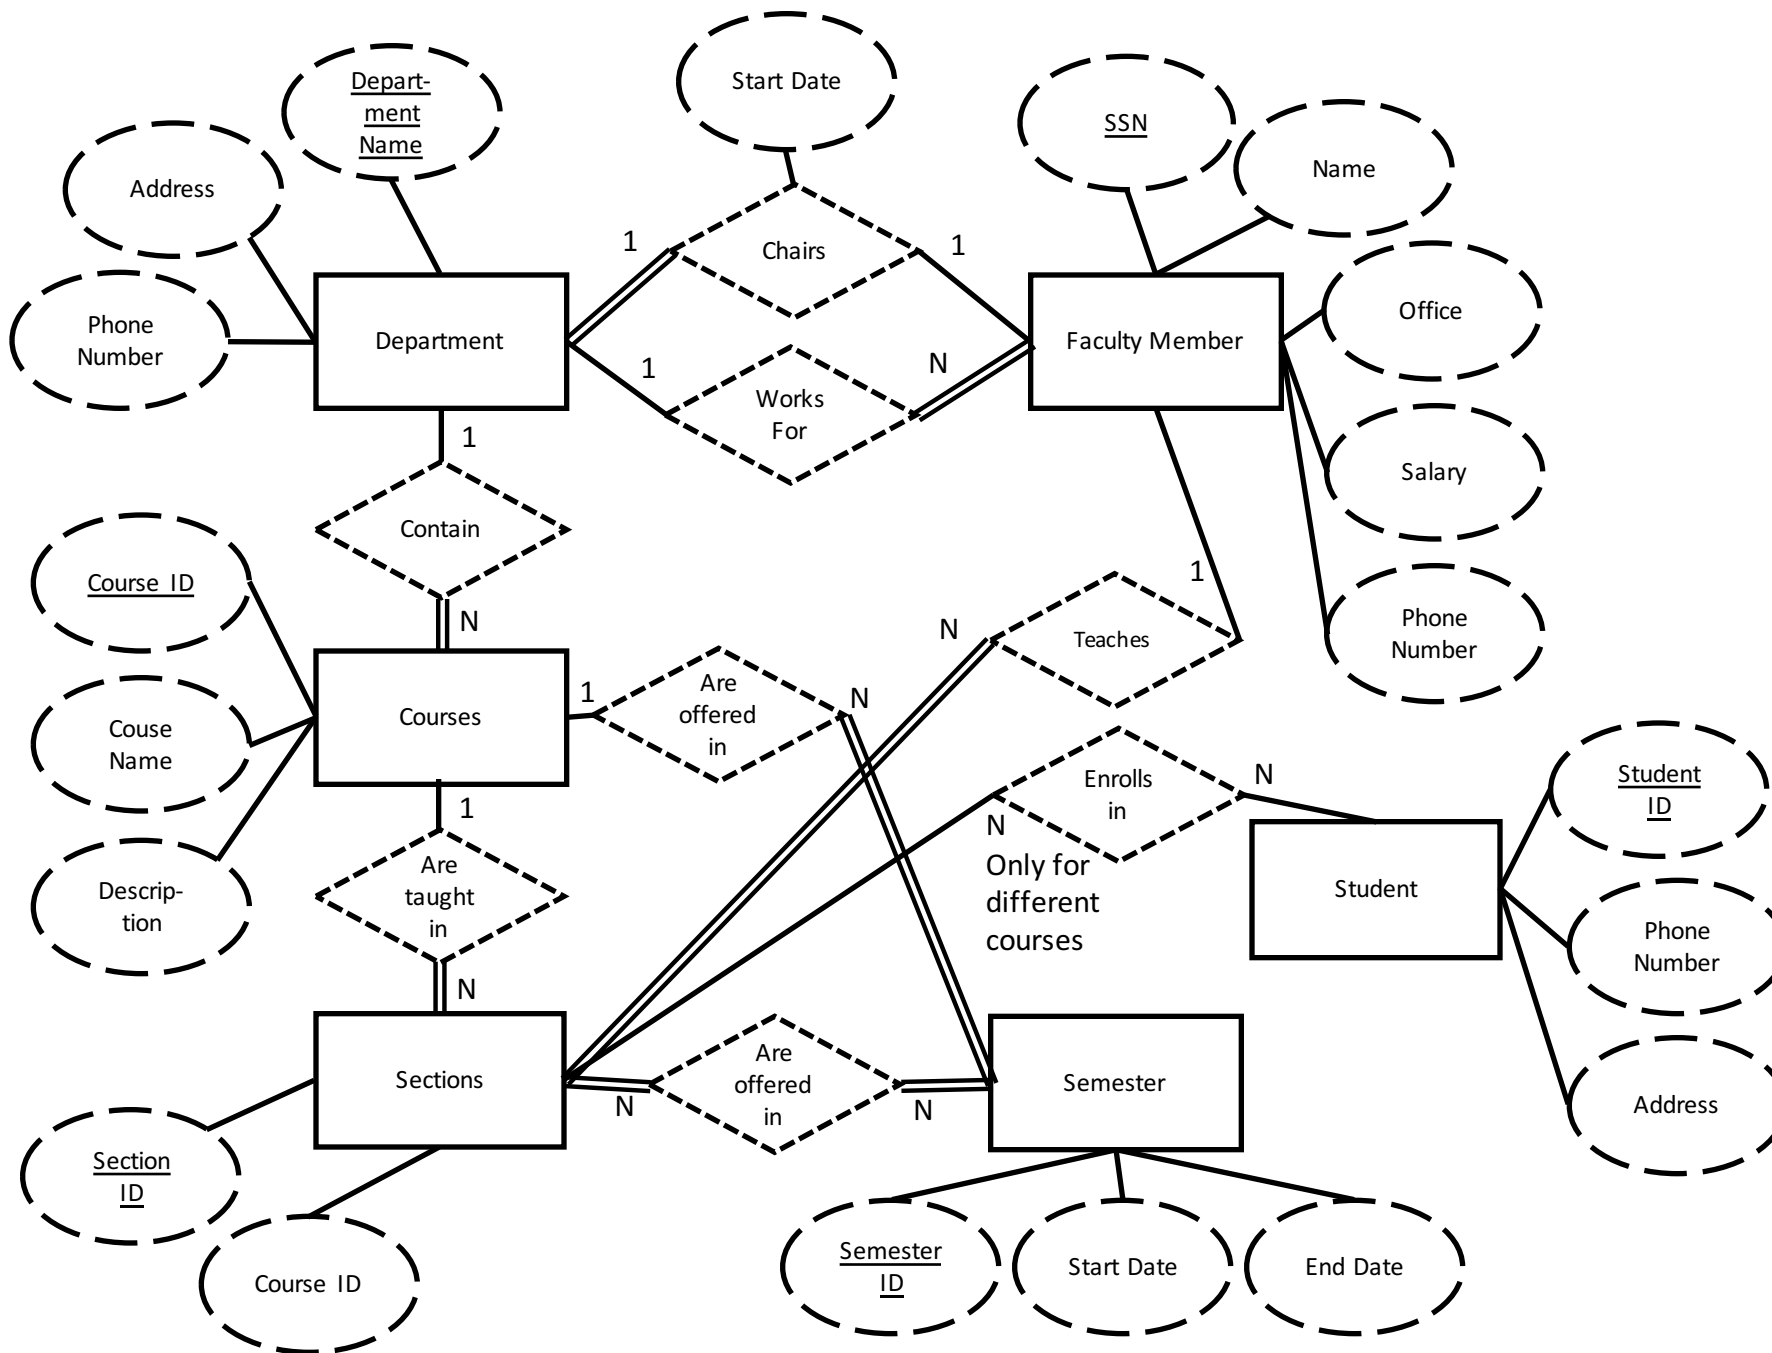 Start Date
Depart-
ment
Name
SSN
Name
Address
1
Chairs
1
Phone
Number
Department
Faculty Member
Office
1
Works
For
N
1
Salary
Contain
Course ID
N
1
Teaches
N
Phone
Number
Couse
Name
Courses
1
Are
offered
in
N
Enrolls
in
N
Student
ID
1
N
Only for
different
courses
Are
taught
in
Descrip-
tion
Student
Phone
Number
N
Sections
N
Are
offered
in
N
Semester
Address
Section
ID
Course ID
Semester
ID
Start Date
End Date